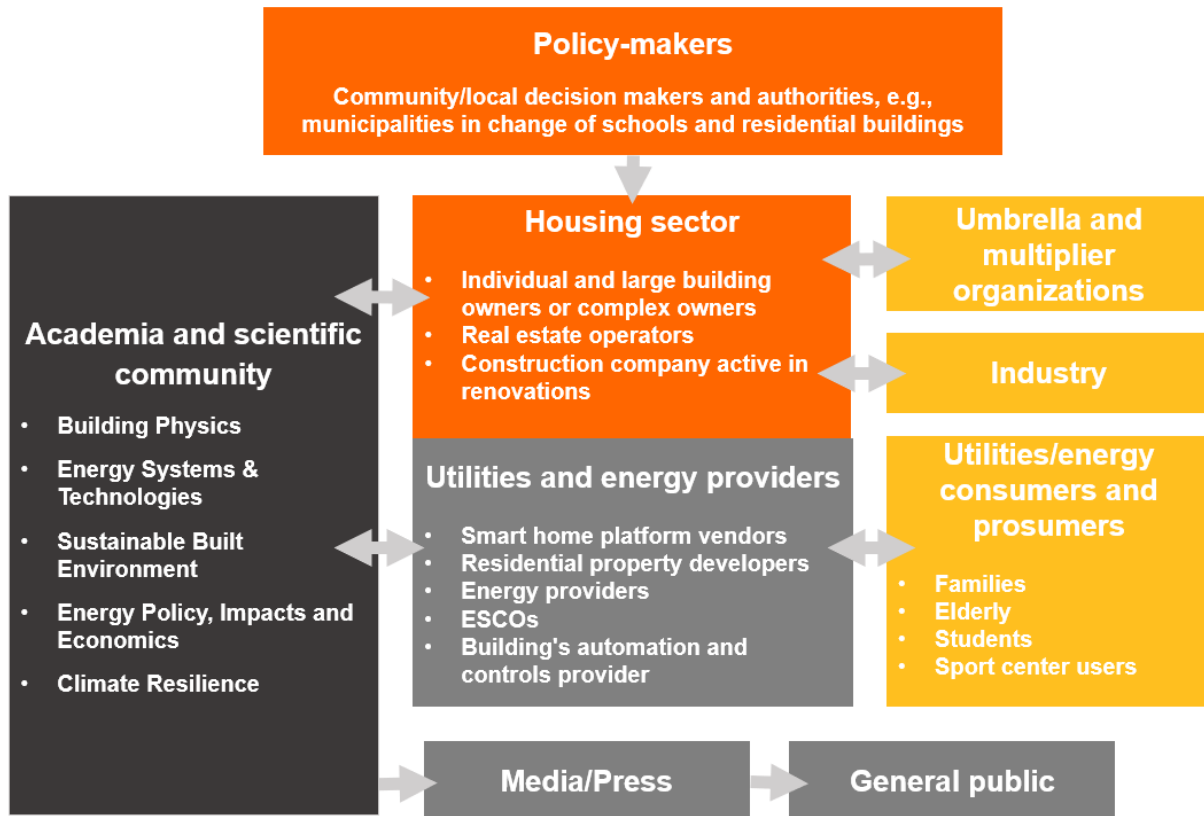 Policy-makers
Community/local decision makers and authorities, e.g.,
municipalities in change of schools and residential buildings
Academia and scientific
community
• Building Physics
• Energy Systems &
Technologies
• Sustainable Built
Environment
• Energy Policy, Impacts and
Economics
• Climate Resilience
Housing sector
• Individual and large building
owners or complex owners
• Real estate operators
• Construction company active in
renovations
Utilities and energy providers
• Smart home platform vendors
• Residential property developers
• Energy providers
• ESCOs
• Building's automation and
controls provider
Umbrella and
multiplier
organizations
Industry
Utilities/energy
consumers and
prosumers
• Families
• Elderly
• Students
• Sport center users
Media/Press
General public